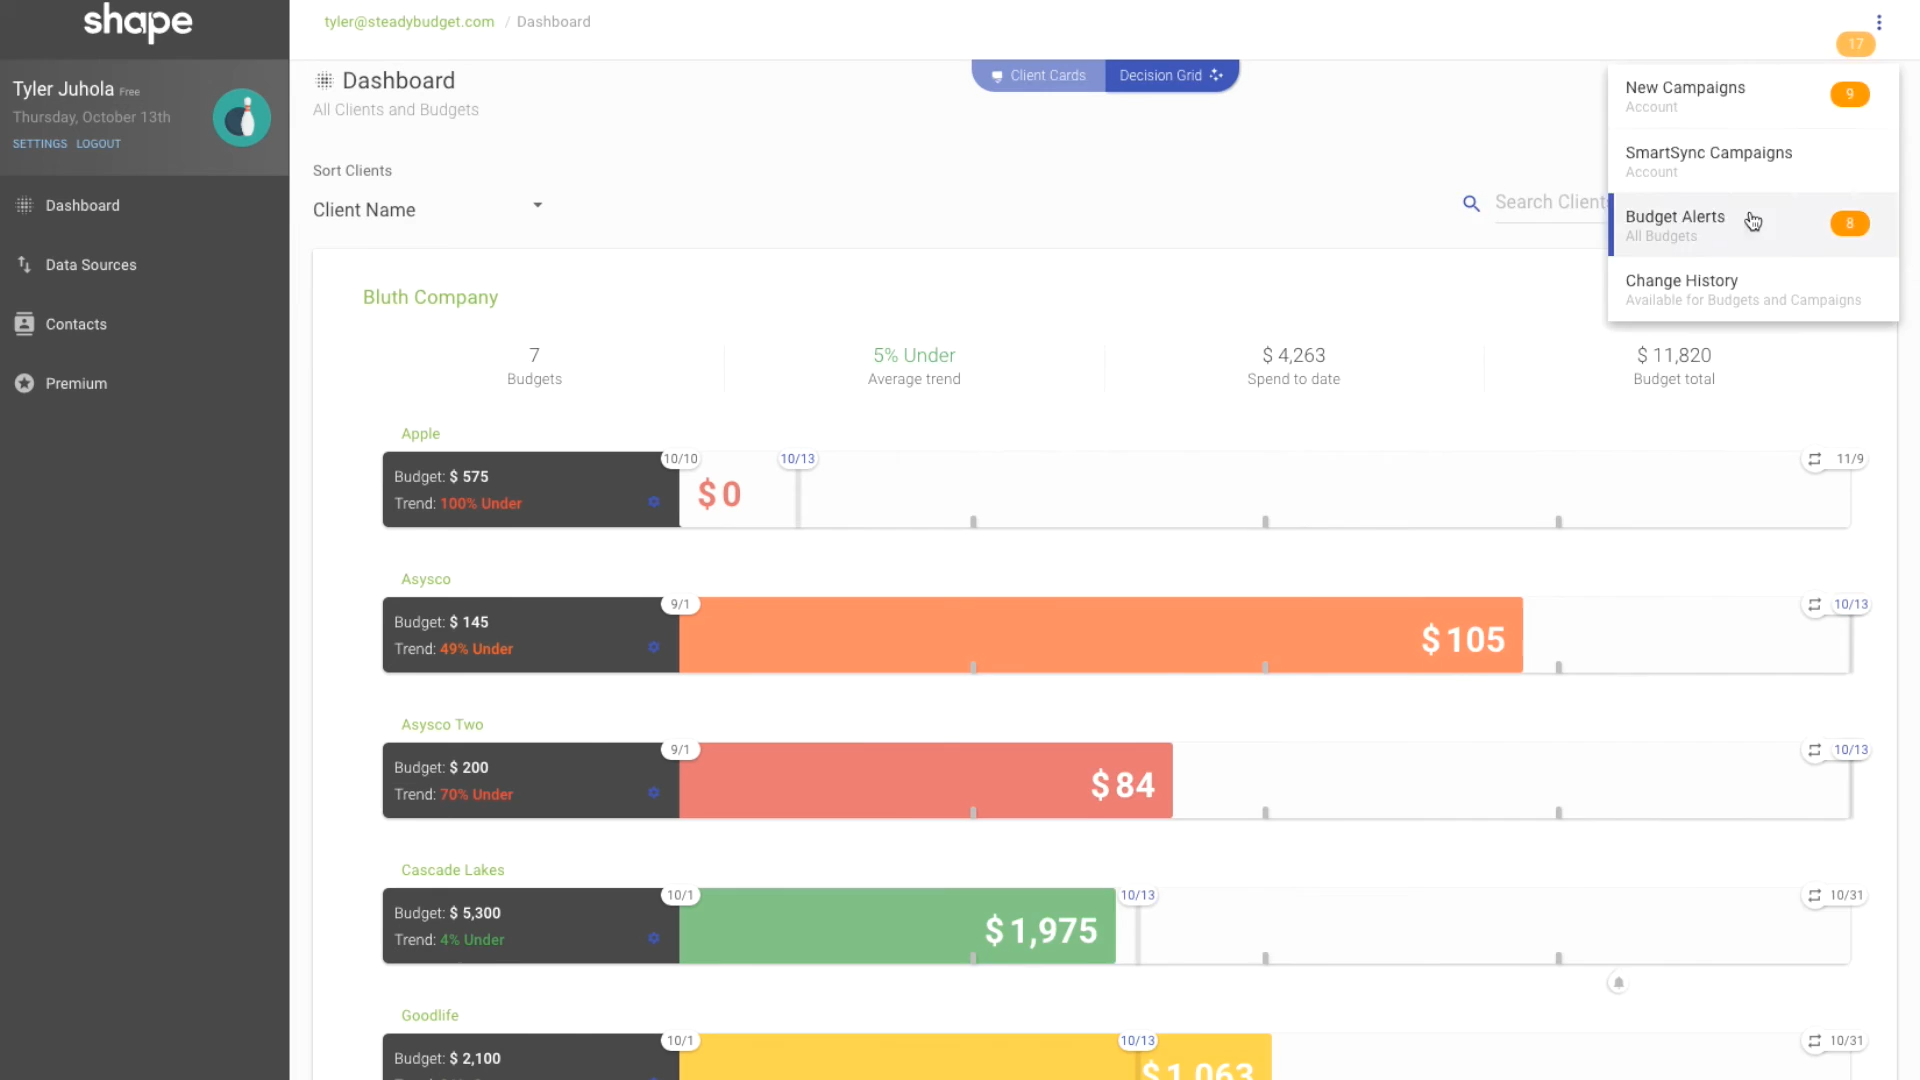 shape
tyler@steadybudget.com / Dashboard
17
Tyler Juhola Free
Thursday, October 13th
SETTINGS LOGOUT
Dashboard
Data Sources
Contacts
Premium
Dashboard
All Clients and Budgets
Client Cards
Decision Grid
New Campaigns
Account
9
SmartSync Campaigns
Account
Budget Alerts
All Budgets
8
Change History
Available for Budgets and Campaigns
Sort Clients
Client Name
Search Clients
Bluth Company
7
Budgets
5% Under
Average trend
$ 4,263
Spend to date
$ 11,820
Budget total
Apple
Budget: $ 575
Trend: 100% Under
10/10
$ 0
10/13
11/9
Asysco
Budget: $ 145
Trend: 49% Under
9/1
$ 105
10/13
Asysco Two
Budget: $ 200
Trend: 70% Under
9/1
$ 84
10/13
Cascade Lakes
Budget: $ 5,300
Trend: 4% Under
10/1
$ 1,975
10/13
10/31
Goodlife
Budget: $ 2,100
10/1
10/13
$ 1,063
10/31